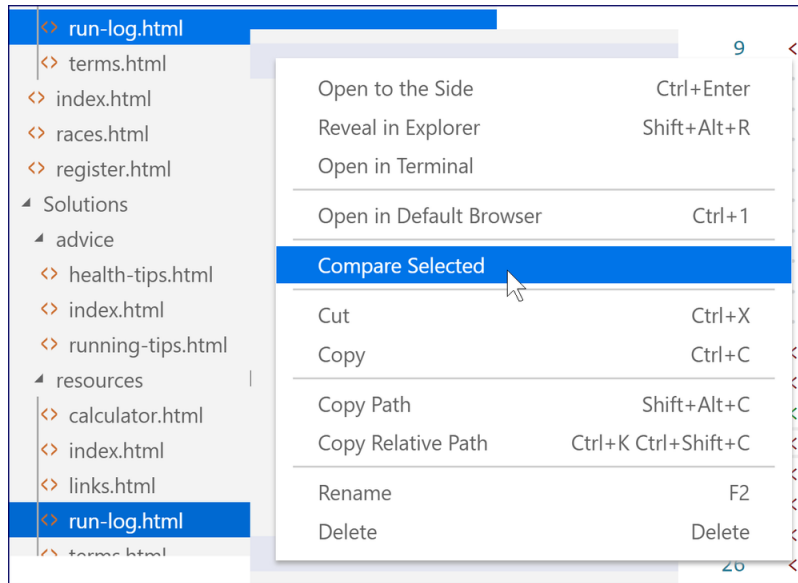 run-log.html
terms.html
index.html
races.html
register.html
Solutions
advice
health-tips.html
index.html
running-tips.html
resources
calculator.html
index.html
links.html
run-log.html
terms.html
9
Open to the Side Ctrl+Enter
Reveal in Explorer Shift+Alt+R
Open in Terminal
Open in Default Browser Ctrl+1
Compare Selected
Cut Ctrl+X
Copy Ctrl+C
Copy Path Shift+Alt+C
Copy Relative Path Ctrl+K Ctrl+Shift+C
Rename F2
Delete Delete
26